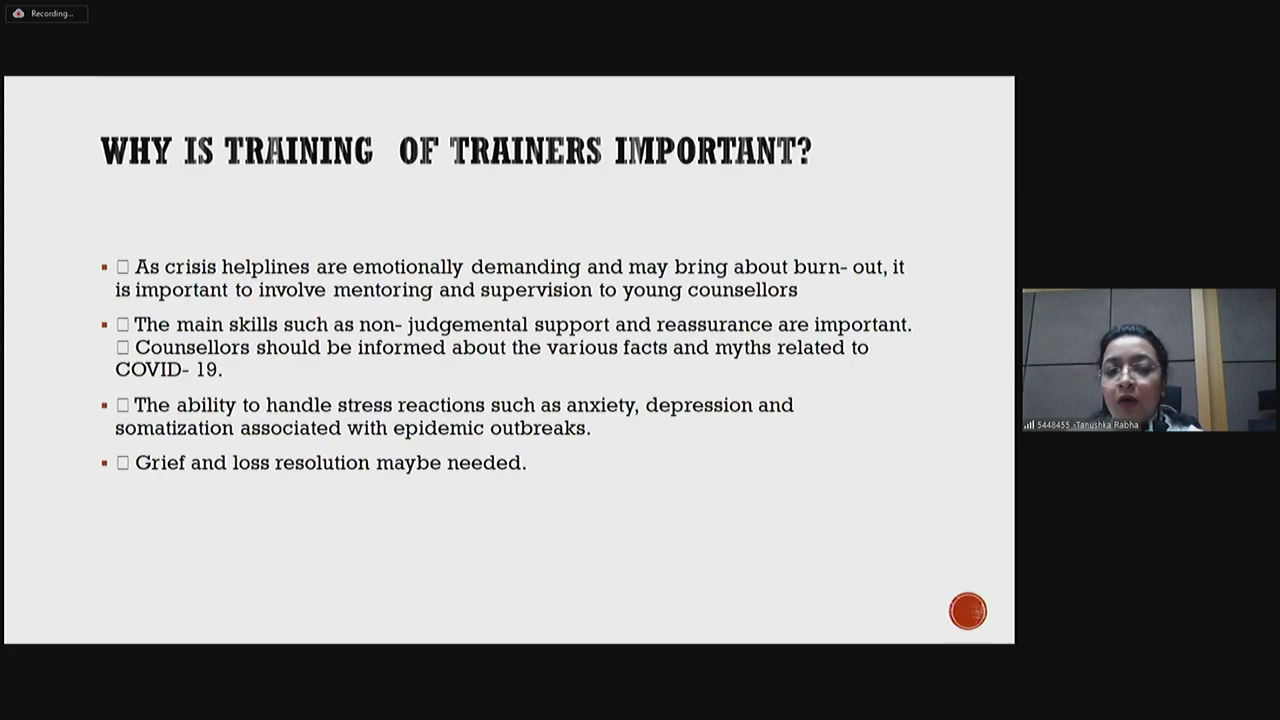 Recording...
WHY IS TRAINING OF TRAINERS IMPORTANT?
▪ □ As crisis helplines are emotionally demanding and may bring about burn- out, it
is important to involve mentoring and supervision to young counsellors
▪ □ The main skills such as non- judgemental support and reassurance are important.
□ Counsellors should be informed about the various facts and myths related to
COVID- 19.
▪ □ The ability to handle stress reactions such as anxiety, depression and
somatization associated with epidemic outbreaks.
▪ □ Grief and loss resolution maybe needed.
5448455 -Tanushka Rabha